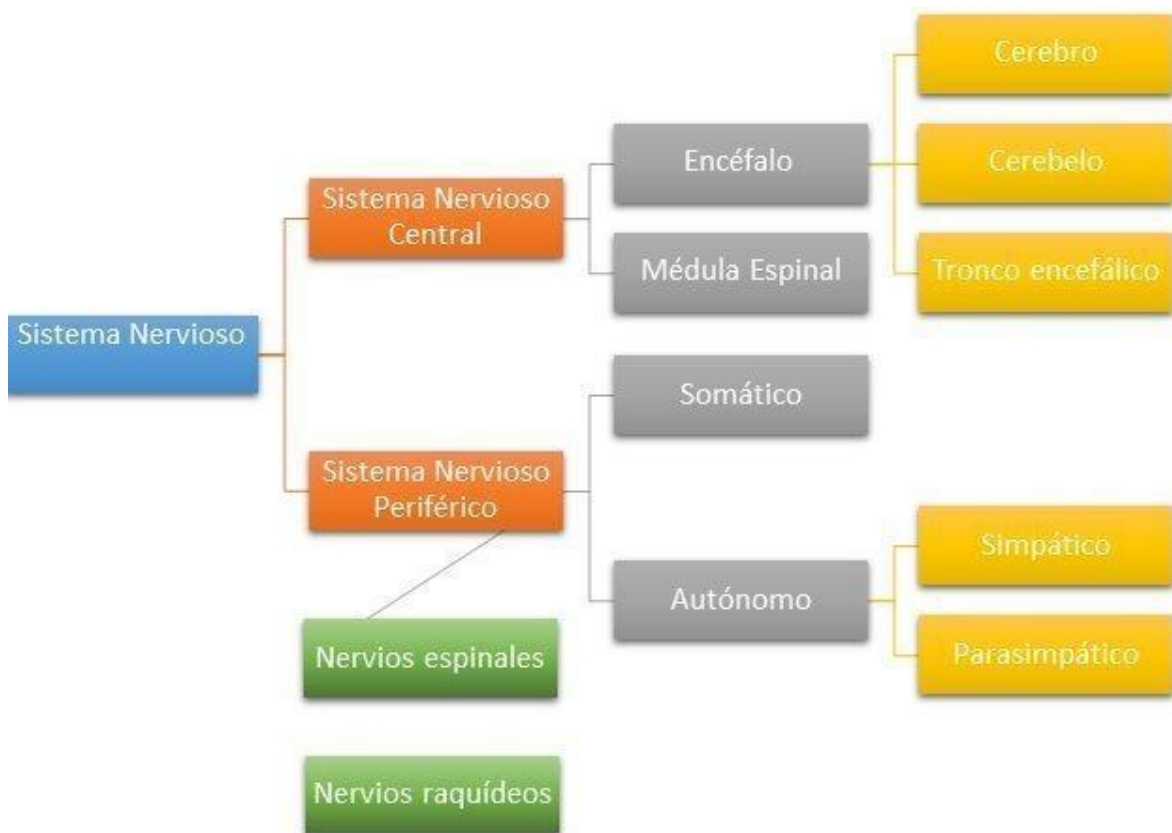 Cerebro
Encéfalo
Cerebelo
Sistema Nervioso
Central
Médula Espinal
Tronco encefálico
Sistema Nervioso
Somático
Sistema Nervioso
Periférico
Simpático
Autónomo
Nervios espinales
Parasimpático
Nervios raquídeos